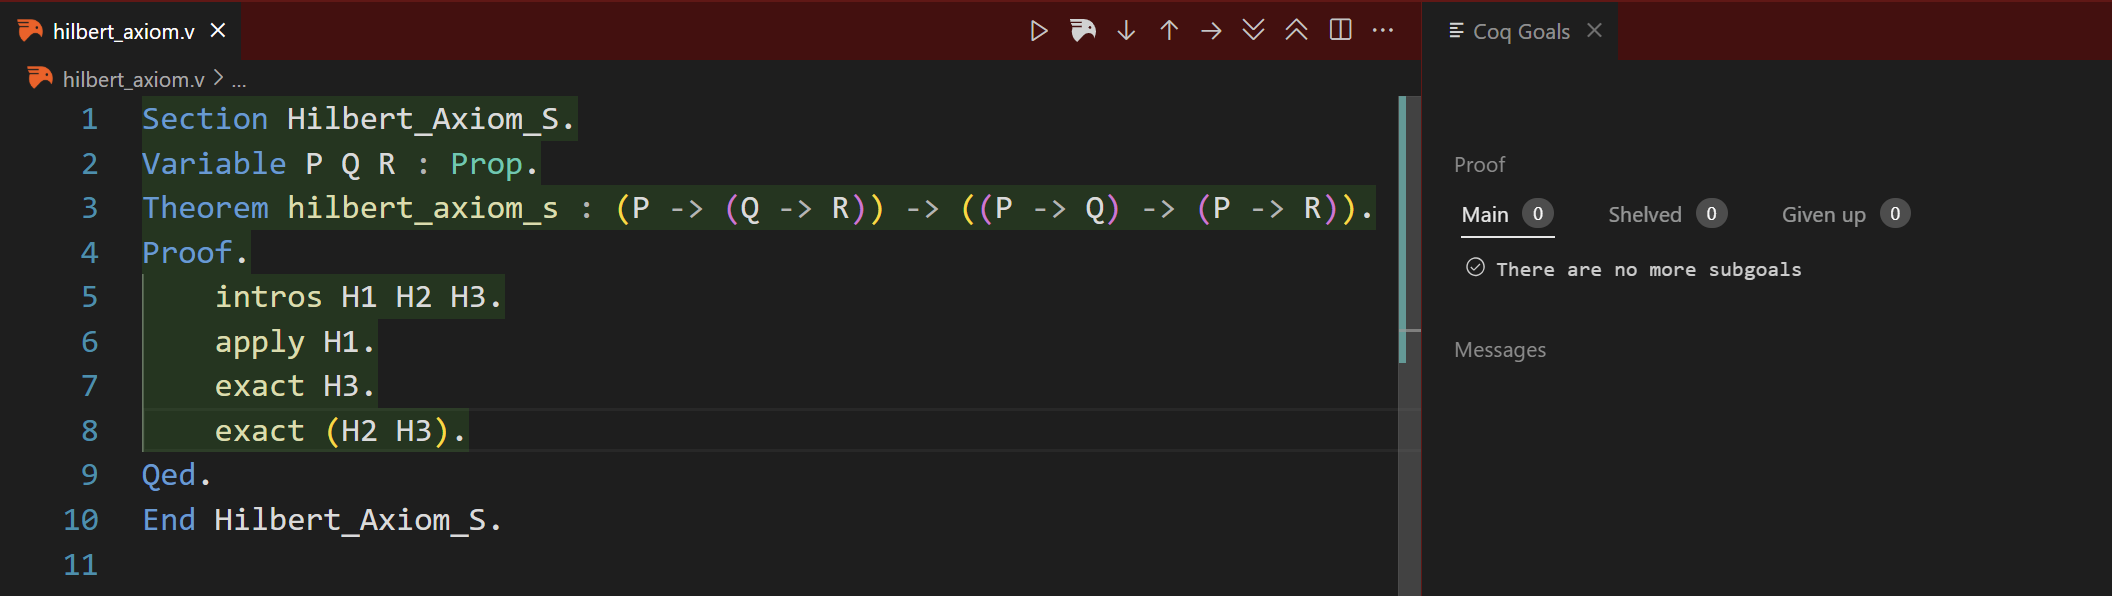 hilbert_axiom.v
Coq Goals
hilbert_axiom.v > ...
1 Section Hilbert_Axiom_S.
2 Variable P Q R : Prop.
3 Theorem hilbert_axiom_s : (P -> (Q -> R)) -> ((P -> Q) -> (P -> R)).
4 Proof.
5 intros H1 H2 H3.
6 apply H1.
7 exact H3.
8 exact (H2 H3).
9 Qed.
10 End Hilbert_Axiom_S.
11
Proof
Main 0 Shelved 0 Given up 0
There are no more subgoals
Messages